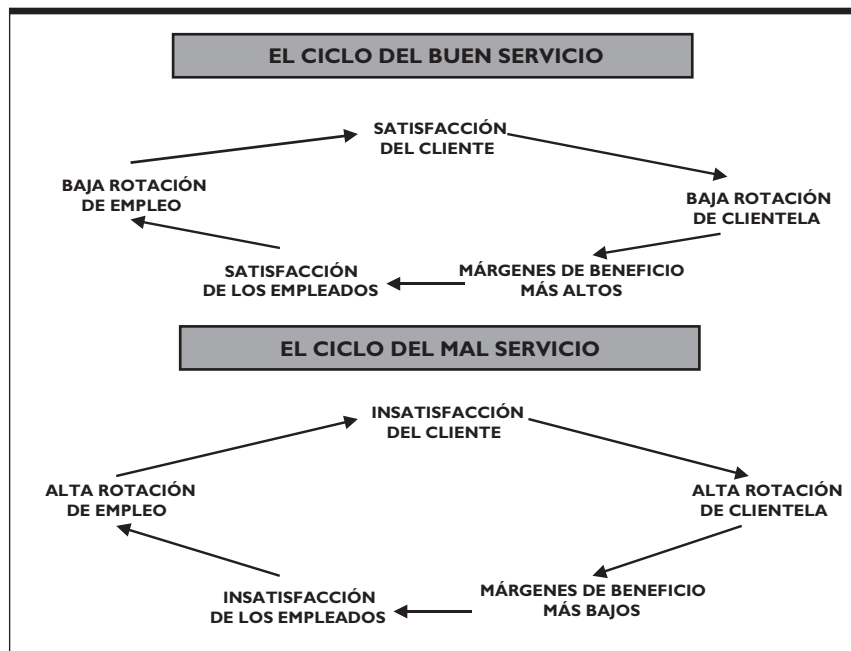 EL CICLO DEL BUEN SERVICIO
SATISFACCIÓN
DEL CLIENTE
BAJA ROTACIÓN
DE EMPLEO
BAJA ROTACIÓN
DE CLIENTELA
SATISFACCIÓN
DE LOS EMPLEADOS
MÁRGENES DE BENEFICIO
MÁS ALTOS
EL CICLO DEL MAL SERVICIO
INSATISFACCIÓN
DEL CLIENTE
ALTA ROTACIÓN
DE EMPLEO
ALTA ROTACIÓN
DE CLIENTELA
INSATISFACCIÓN
DE LOS EMPLEADOS
MÁRGENES DE BENEFICIO
MÁS BAJOS